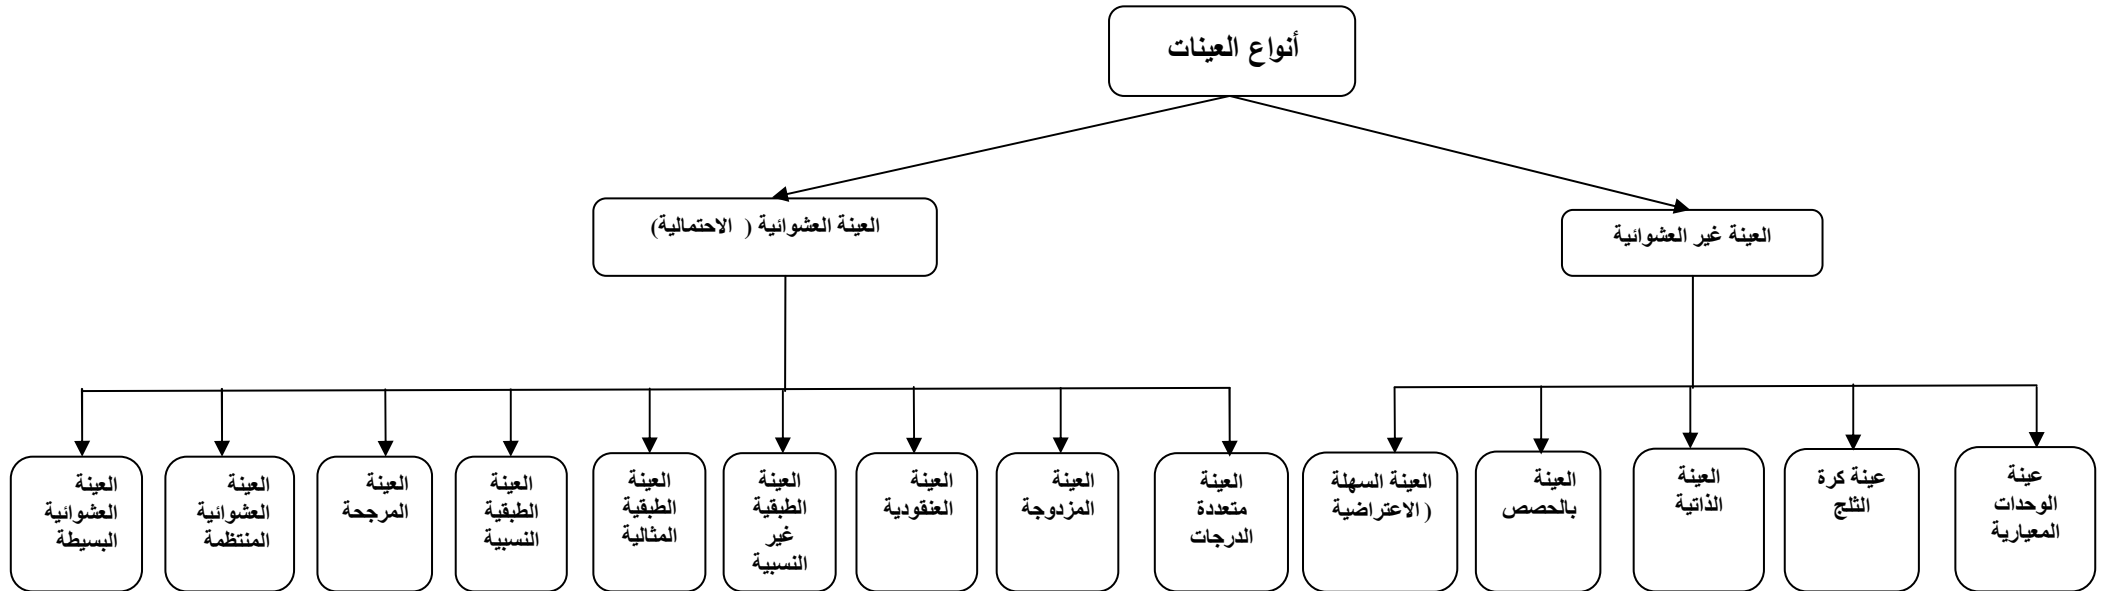 أنواع العينات
العينة غير العشوائية
العينة العشوائية ( الاحتمالية)
عينة
الوحدات
المعيارية
عينة كرة
الثلج
العينة
الذاتية
العينة
بالحصص
العينة السهلة
( الاعتراضية
العينة
متعددة
الدرجات
العينة
المزدوجة
العينة
العنقودية
العينة
الطبقية
غير
النسبية
العينة
الطبقية
المثالية
العينة
الطبقية
النسبية
العينة
المرجحة
العينة
العشوائية
المنتظمة
العينة
العشوائية
البسيطة